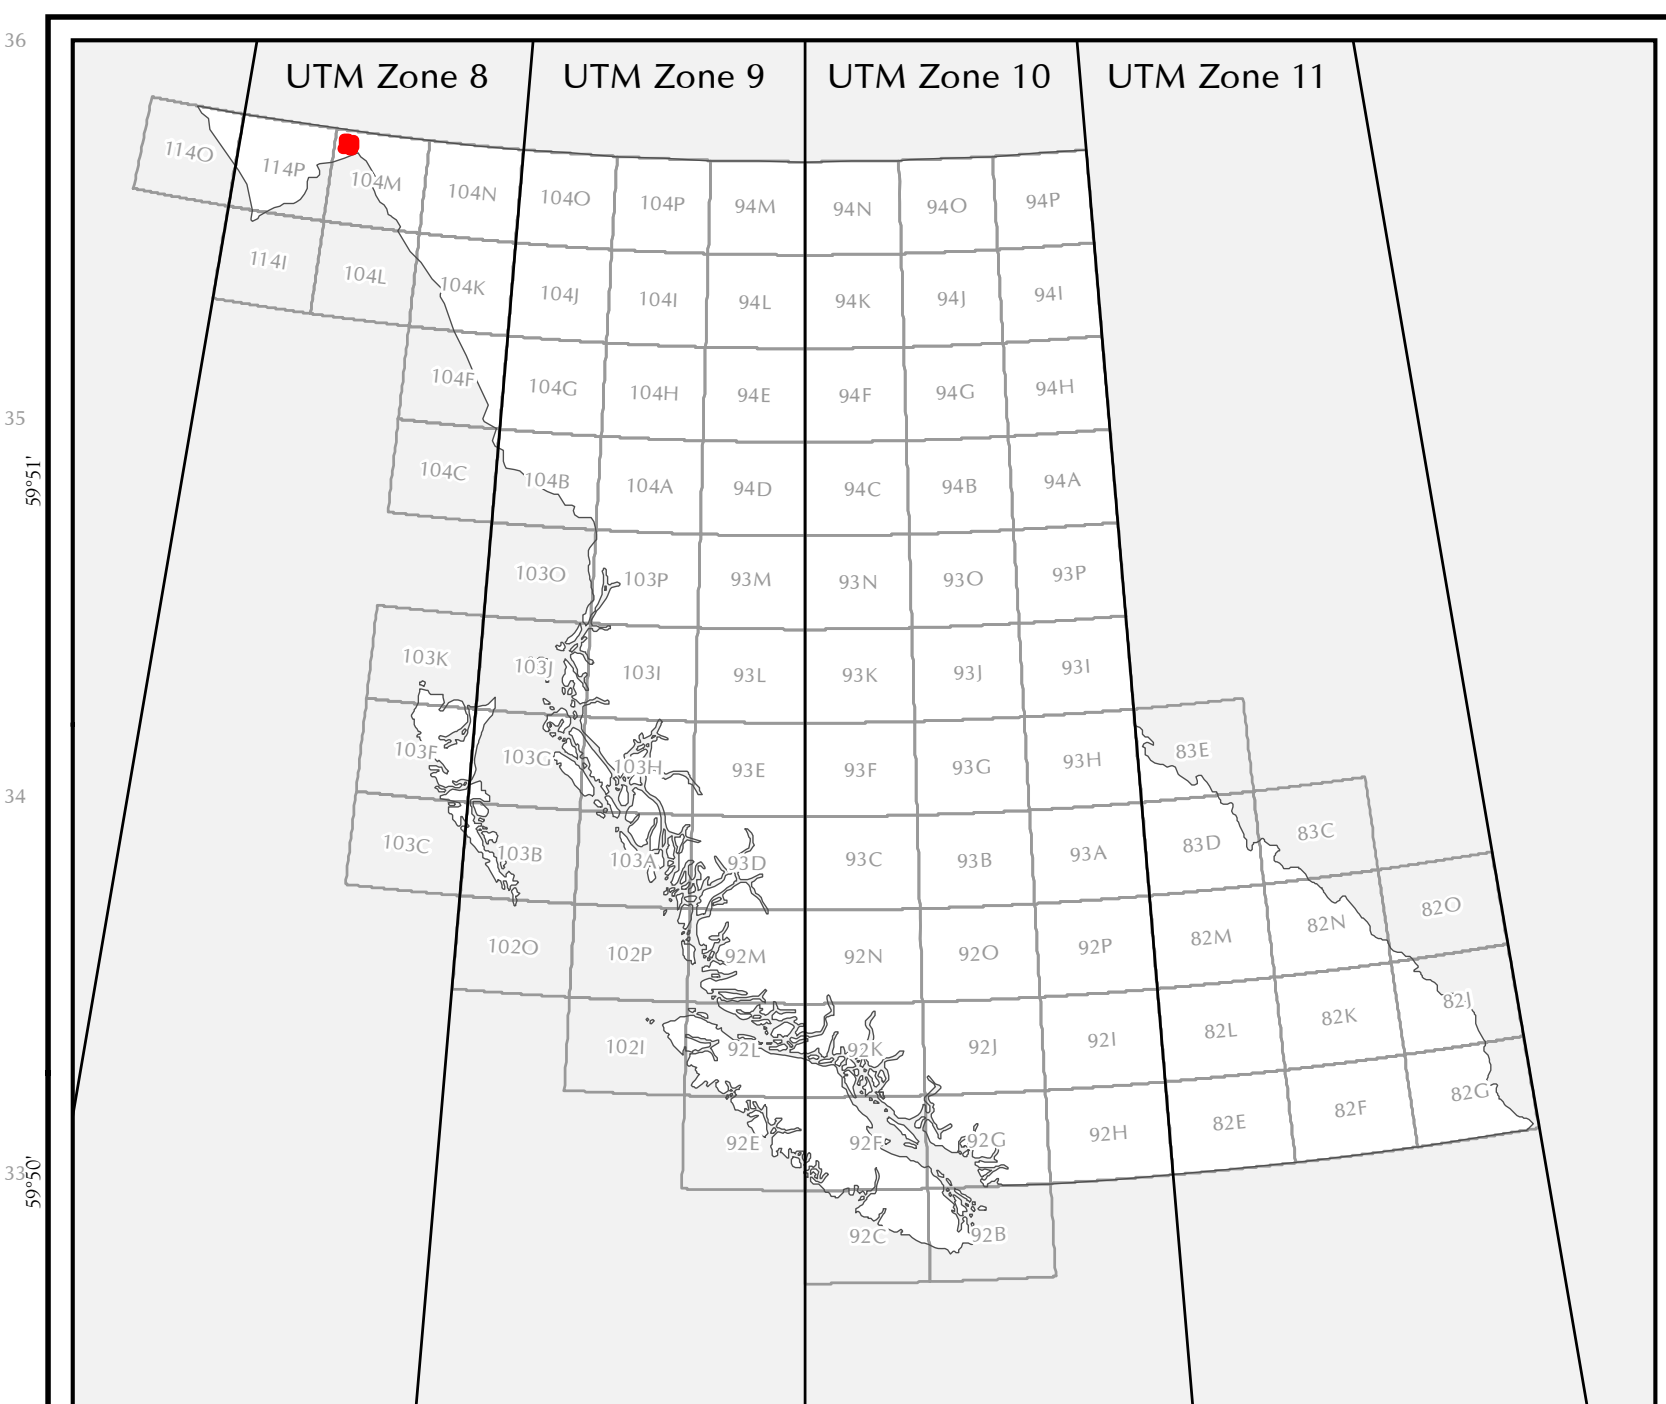 36
UTM Zone 8 UTM Zone 9 UTM Zone 10 UTM Zone 11
114O 114P 104M 104N 104O 104P 94M 94N 94O 94P
114I 104L 104K 104J 104I 94L 94K 94J 94I
104F 104G 104H 94E 94F 94G 94H
35
59°51'
104C 104B 104A 94D 94C 94B 94A
103O 103P 93M 93N 93O 93P
103K 103J 103I 93L 93K 93J 93I
103F 103G 103H 93E 93F 93G 93H 83E
34
103C 103B 103A 93D 93C 93B 93A 83D 83C
102O 102P 92M 92N 92O 92P 82M 82N 82O
102I 92L 92K 92J 92I 82L 82K 82J
92E 92F 92G 92H 82E 82F 82G
33
59°50'
92C 92B